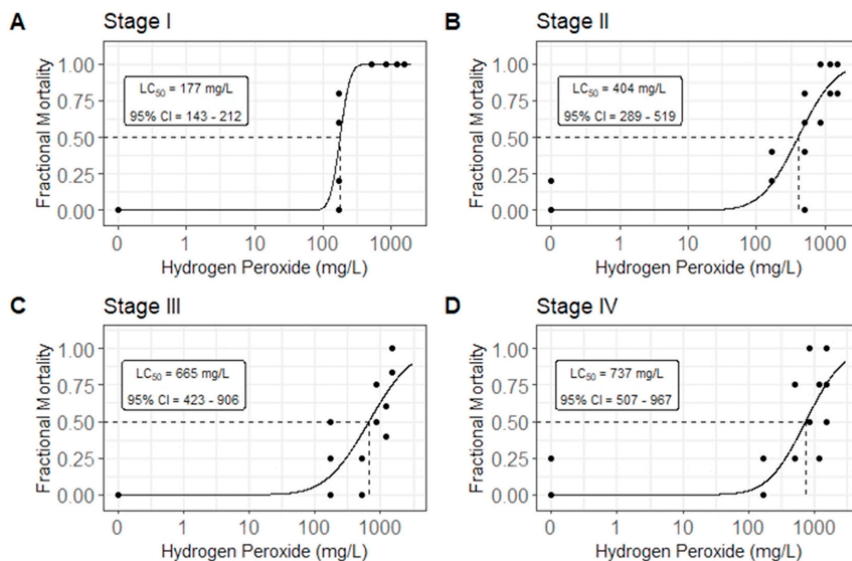 A Stage I
Fractional Mortality
1.00
0.75
0.50
0.25
0.00
LC50 = 177 mg/L
95% CI = 143 - 212
0 1 10 100 1000
Hydrogen Peroxide (mg/L)
B Stage II
Fractional Mortality
1.00
0.75
0.50
0.25
0.00
LC50 = 404 mg/L
95% CI = 289 - 519
0 1 10 100 1000
Hydrogen Peroxide (mg/L)
C Stage III
Fractional Mortality
1.00
0.75
0.50
0.25
0.00
LC50 = 665 mg/L
95% CI = 423 - 906
0 1 10 100 1000
Hydrogen Peroxide (mg/L)
D Stage IV
Fractional Mortality
1.00
0.75
0.50
0.25
0.00
LC50 = 737 mg/L
95% CI = 507 - 967
0 1 10 100 1000
Hydrogen Peroxide (mg/L)